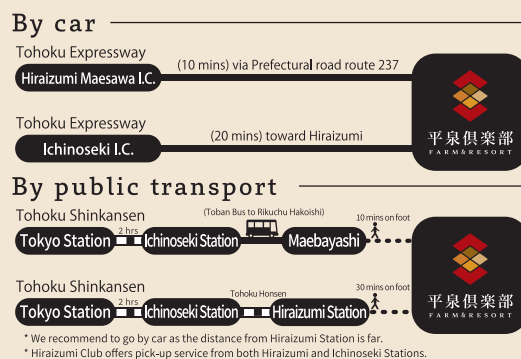 By car
Tohoku Expressway
Hiraizumi Maesawa I.C.
(10 mins) via Prefectural road route 237
Tohoku Expressway
Ichinoseki I.C.
(20 mins) toward Hiraizumi
平泉倶楽部
FARM&RESORT
By public transport
Tohoku Shinkansen
(Toban Bus to Rikuchu Hakoishi)
10 mins on foot
Tokyo Station
2 hrs
Ichinoseki Station
Maebayashi
Tohoku Shinkansen
Tohoku Honsen
30 mins on foot
Tokyo Station
2 hrs
Ichinoseki Station
Hiraizumi Station
平泉倶楽部
FARM&RESORT
* We recommend to go by car as the distance from Hiraizumi Station is far.
* Hiraizumi Club offers pick-up service from both Hiraizumi and Ichinoseki Stations.